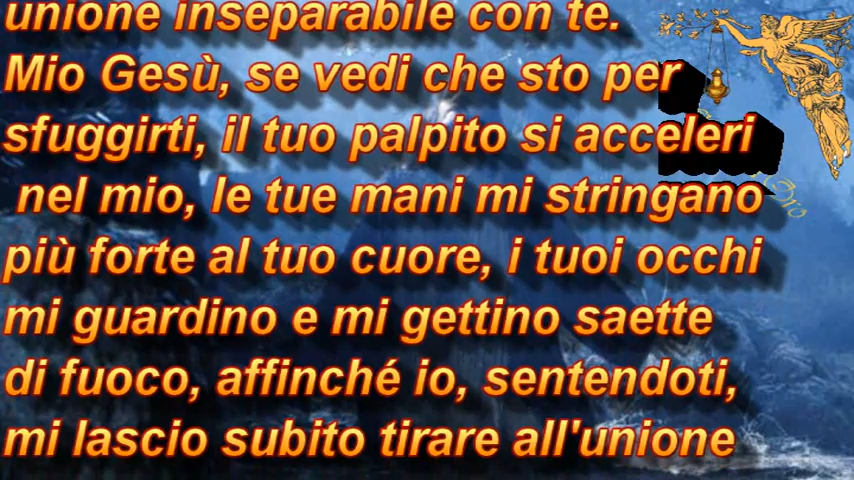 unione inseparabile con te.
Mio Gesù, se vedi che sto per
sfuggirti, il tuo palpito si acceleri
nel mio, le tue mani mi stringano
più forte al tuo cuore, i tuoi occhi
mi guardino e mi gettino saette
di fuoco, affinché io, sentendoti,
mi lascio subito tirare all'unione